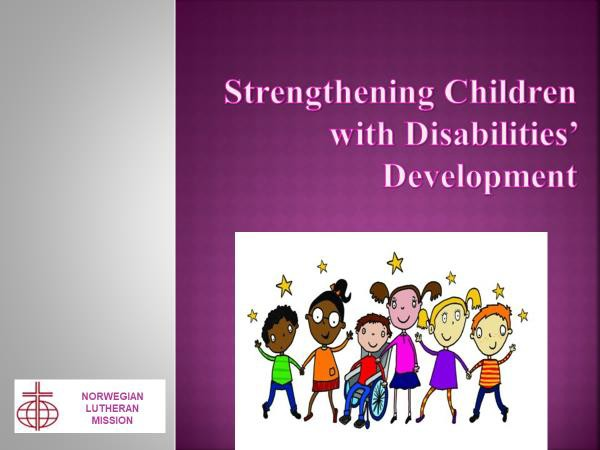 Strengthening Children
with Disabilities’
Development
NORWEGIAN
LUTHERAN
MISSION